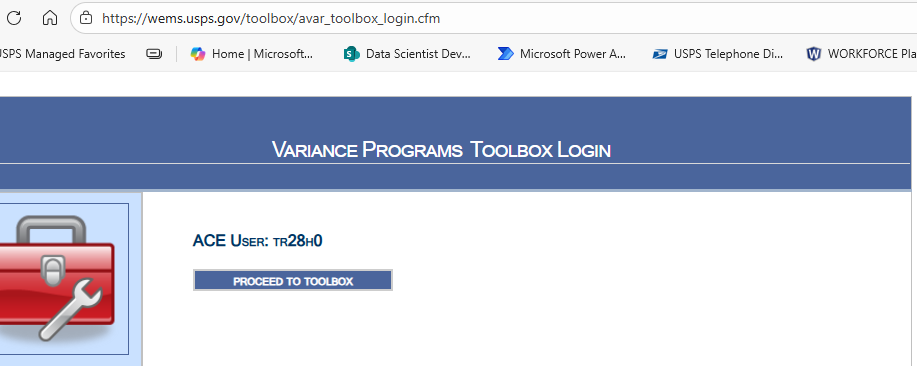 https://wems.usps.gov/toolbox/avar_toolbox_login.cfm
USPS Managed Favorites Home | Microsoft... Data Scientist Dev... Microsoft Power A... USPS Telephone Di... WORKFORCE Pla
VARIANCE PROGRAMS TOOLBOX LOGIN
ACE USER: TR28H0
PROCEED TO TOOLBOX